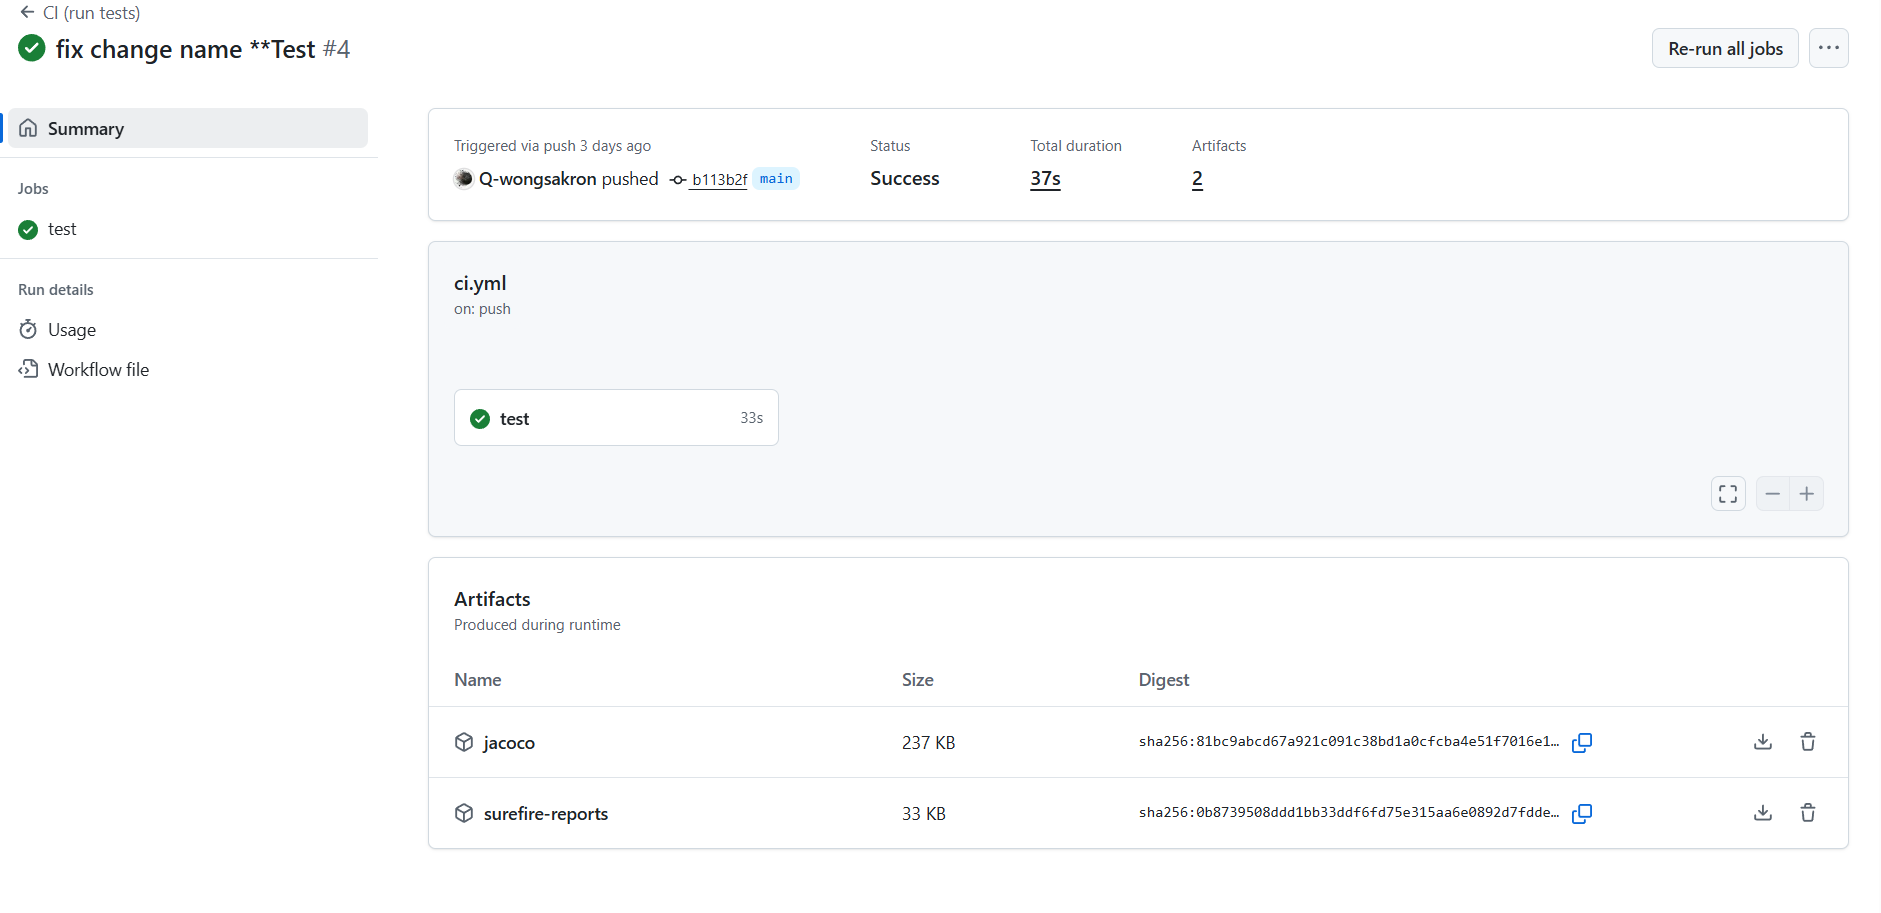 CI (run tests)
fix change name **Test #4
Re-run all jobs
Summary
Jobs
test
Run details
Usage
Workflow file
Triggered via push 3 days ago
Q-wongsakron pushed b113b2f main
Status
Success
Total duration
37s
Artifacts
2
ci.yml
on: push
test 33s
Artifacts
Produced during runtime
Name Size Digest
jacoco 237 KB sha256:81bc9abcd67a921c091c38bd1a0cfcba4e51f7016e1…
surefire-reports 33 KB sha256:0b8739508ddd1bb33ddf6fd75e315aa6e0892d7fdde…